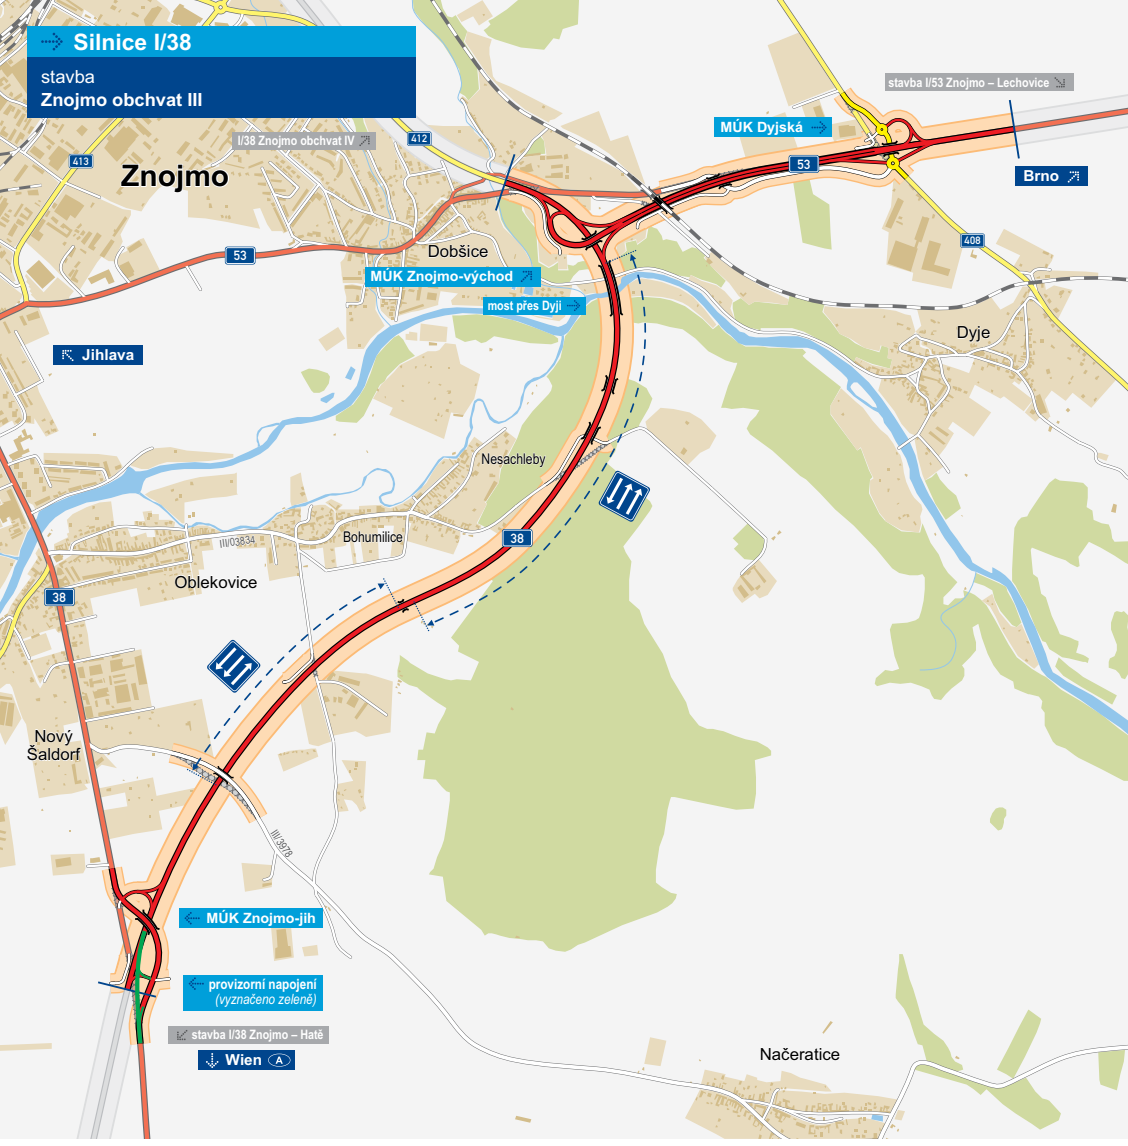 Silnice I/38
stavba
Znojmo obchvat III
stavba I/53 Znojmo – Lechovice
MÚK Dyjská
I/38 Znojmo obchvat IV
412
413
Znojmo
53
Brno
408
53
Dobšice
MÚK Znojmo-východ
most přes Dyji
Dyje
Jihlava
Nesachleby
38
Bohumilice
III/03834
Oblekovice
38
Nový
Šaldorf
III/3978
MÚK Znojmo-jih
provizorní napojení
(vyznačeno zeleně)
stavba I/38 Znojmo – Hatě
Wien A
Načeratice